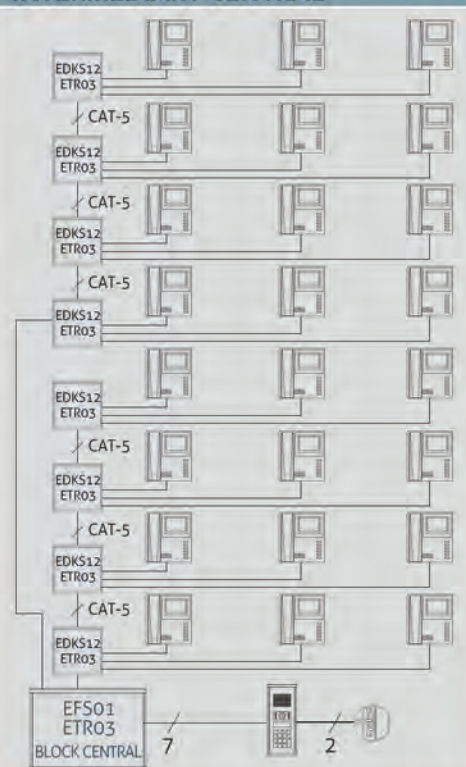 EDKS12
ETR03
CAT-5
EDKS12
ETR03
CAT-5
EDKS12
ETR03
CAT-5
EDKS12
ETR03
EDKS12
ETR03
CAT-5
EDKS12
ETR03
CAT-5
EDKS12
ETR03
CAT-5
EDKS12
ETR03
EFS01
ETR03
BLOCK CENTRAL
7
2